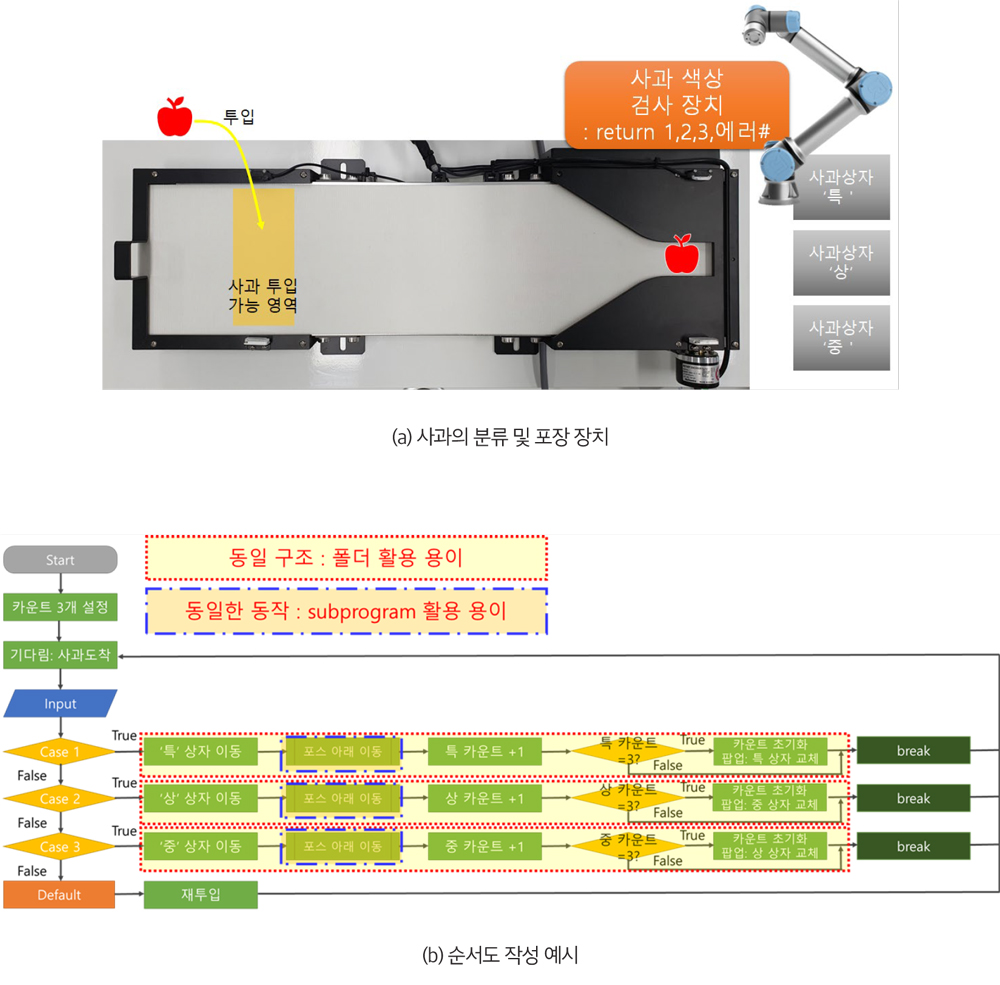 투입
사과 색상
검사 장치
: return 1,2,3,에러#
사과상자
‘특 ’
사과상자
‘상’
사과상자
‘중 ’
사과 투입
가능 영역
(a) 사과의 분류 및 포장 장치
동일 구조 : 폴더 활용 용이
동일한 동작 : subprogram 활용 용이
Start
카운트 3개 설정
기다림: 사과도착
Input
Case 1
True
‘특’ 상자 이동
포스 아래 이동
특 카운트 +1
특 카운트
=3?
True
False
카운트 초기화
팝업: 특 상자 교체
break
False
Case 2
True
‘상’ 상자 이동
포스 아래 이동
상 카운트 +1
상 카운트
=3?
True
False
카운트 초기화
팝업: 중 상자 교체
break
False
Case 3
True
‘중’ 상자 이동
포스 아래 이동
중 카운트 +1
중 카운트
=3?
True
False
카운트 초기화
팝업: 상 상자 교체
break
False
Default
재투입
(b) 순서도 작성 예시